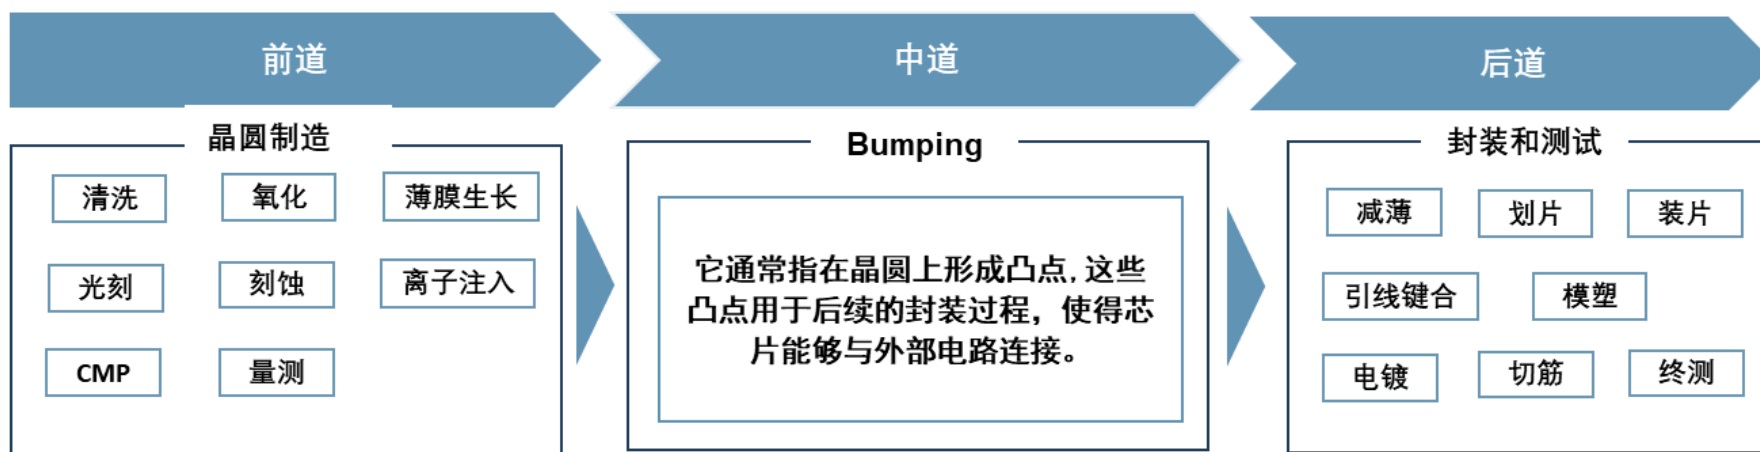 前道
中道
后道
晶圆制造
清洗
氧化
薄膜生长
光刻
刻蚀
离子注入
CMP
量测
Bumping
它通常指在晶圆上形成凸点,这些
凸点用于后续的封装过程，使得芯
片能够与外部电路连接。
封装和测试
减薄
划片
装片
引线键合
模塑
电镀
切筋
终测